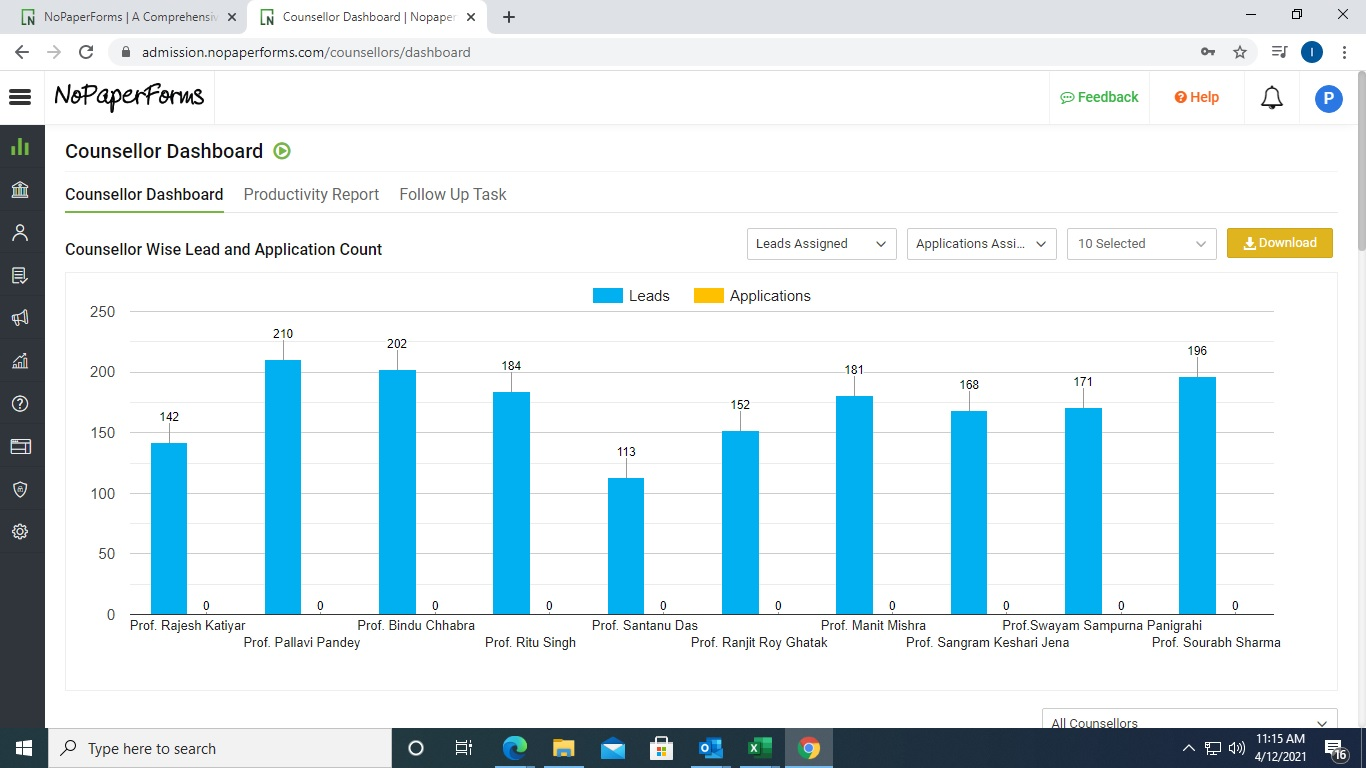 NoPaperForms | A Comprehensiv
Counsellor Dashboard | Nopaper
admission.nopaperforms.com/counsellors/dashboard
I
NoPaperForms
Feedback
Help
P
Counsellor Dashboard
Counsellor Dashboard Productivity Report Follow Up Task
Counsellor Wise Lead and Application Count
Leads Assigned
Applications Assi...
10 Selected
Download
Leads Applications
250
200
150
100
50
0
142 0
210 0
202 0
184 0
113 0
152 0
181 0
168 0
171 0
196 0
Prof. Rajesh Katiyar
Prof. Pallavi Pandey
Prof. Bindu Chhabra
Prof. Ritu Singh
Prof. Santanu Das
Prof. Ranjit Roy Ghatak
Prof. Manit Mishra
Prof. Sangram Keshari Jena
Prof.Swayam Sampurna Panigrahi
Prof. Sourabh Sharma
All Counsellors
Type here to search
11:15 AM
4/12/2021
16